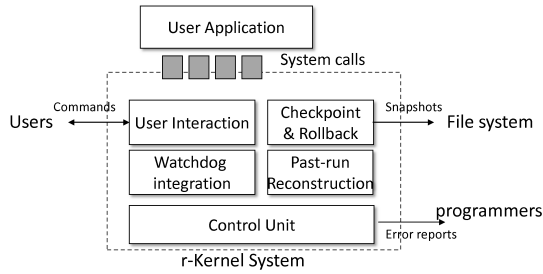 User Application
System calls
Commands
Users
User Interaction
Checkpoint
& Rollback
Snapshots
File system
Watchdog
integration
Past-run
Reconstruction
Control Unit
programmers
Error reports
r-Kernel System